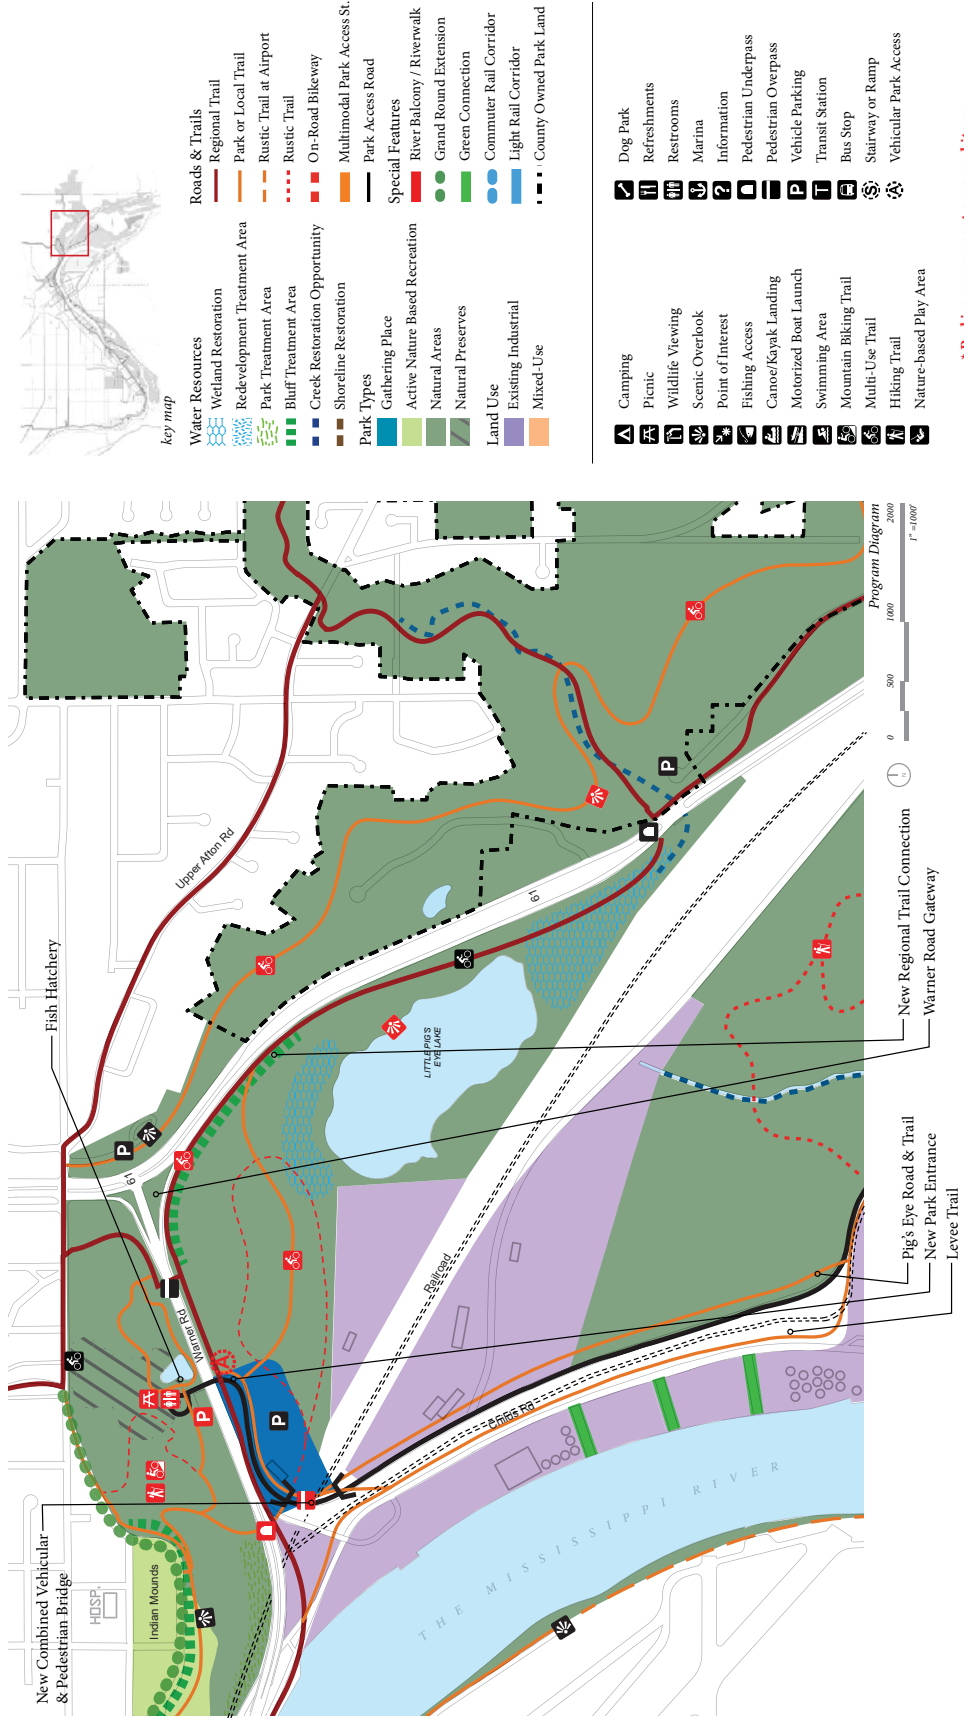 New Combined Vehicular
& Pedestrian Bridge
Fish Hatchery
HOSP.
Indian Mounds
Upper Afton Rd
Warner Rd
61
61
LITTLE PIG'S
EYE LAKE
Railroad
Childs Rd
THE MISSISSIPPI RIVER
Pig's Eye Road & Trail
New Park Entrance
Levee Trail
New Regional Trail Connection
Warner Road Gateway
Program Diagram
0 500 1000 2000
1" =1000'
N
key map
Water Resources
Wetland Restoration
Redevelopment Treatment Area
Park Treatment Area
Bluff Treatment Area
Creek Restoration Opportunity
Shoreline Restoration
Park Types
Gathering Place
Active Nature Based Recreation
Natural Areas
Natural Preserves
Land Use
Existing Industrial
Mixed-Use
Roads & Trails
Regional Trail
Park or Local Trail
Rustic Trail at Airport
Rustic Trail
On-Road Bikeway
Multimodal Park Access St.
Park Access Road
Special Features
River Balcony / Riverwalk
Grand Round Extension
Green Connection
Commuter Rail Corridor
Light Rail Corridor
County Owned Park Land
Camping
Picnic
Wildlife Viewing
Scenic Overlook
Point of Interest
Fishing Access
Canoe/Kayak Landing
Motorized Boat Launch
Swimming Area
Mountain Biking Trail
Multi-Use Trail
Hiking Trail
Nature-based Play Area
Dog Park
Refreshments
Restrooms
Marina
Information
Pedestrian Underpass
Pedestrian Overpass
Vehicle Parking
Transit Station
Bus Stop
Stairway or Ramp
Vehicular Park Access